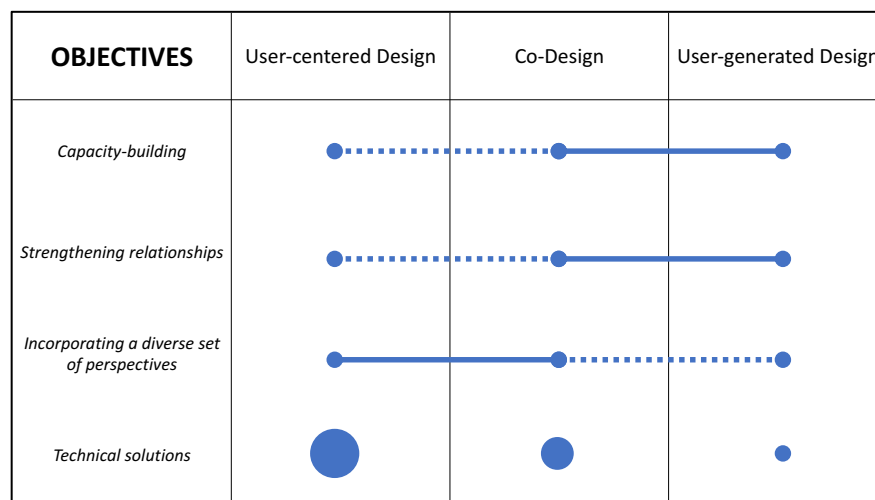 OBJECTIVES
User-centered Design
Co-Design
User-generated Design
Capacity-building
Strengthening relationships
Incorporating a diverse set
of perspectives
Technical solutions